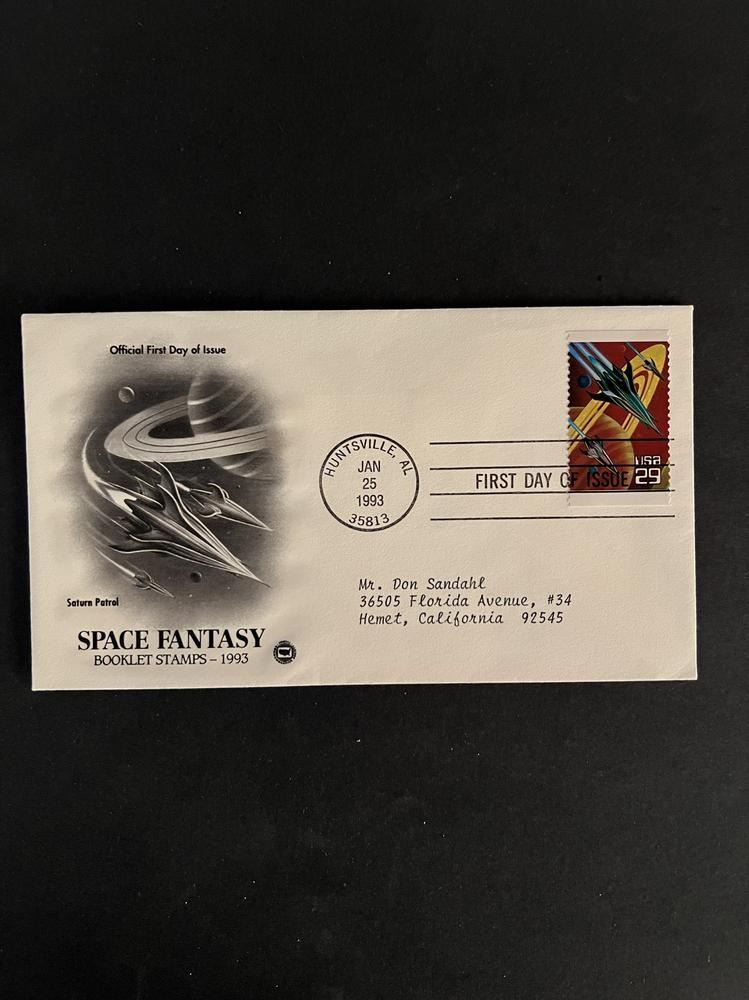 Official First Day of Issue
HUNTSVILLE, AL
JAN
25
1993
35813
FIRST DAY OF ISSUE
USA
29
Mr. Don Sandahl
36505 Florida Avenue, #34
Hemet, California 92545
Saturn Patrol
SPACE FANTASY
BOOKLET STAMPS – 1993